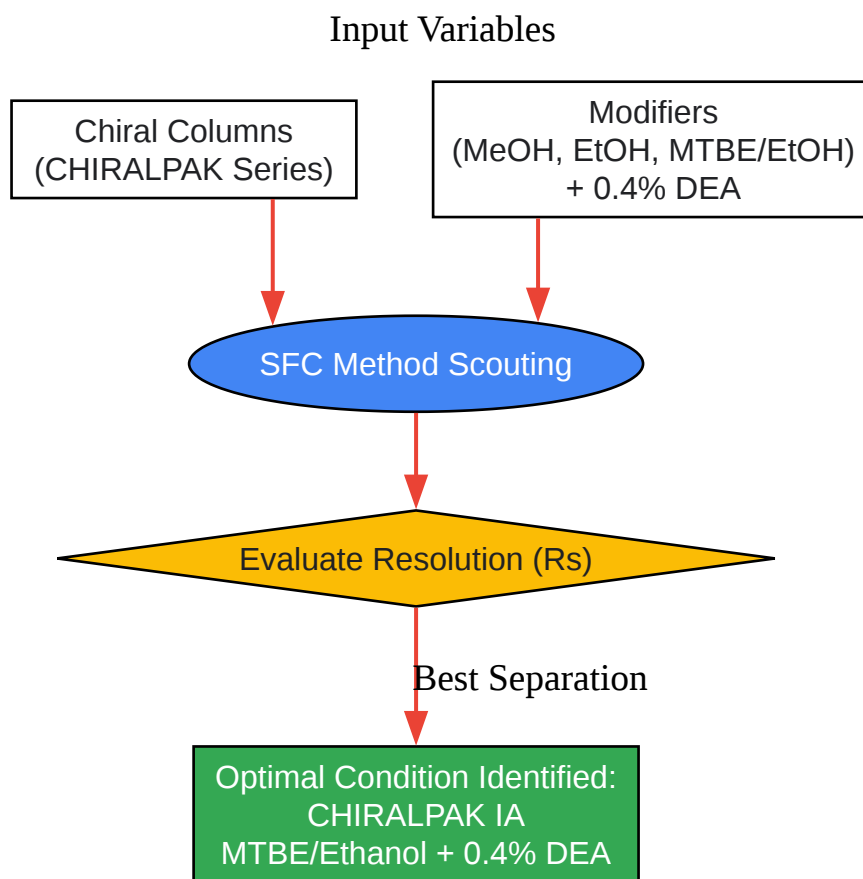 Input Variables
Chiral Columns
(CHIRALPAK Series)
Modifiers
(MeOH, EtOH, MTBE/EtOH)
+ 0.4% DEA
SFC Method Scouting
Evaluate Resolution (Rs)
Best Separation
Optimal Condition Identified:
CHIRALPAK IA
MTBE/Ethanol + 0.4% DEA